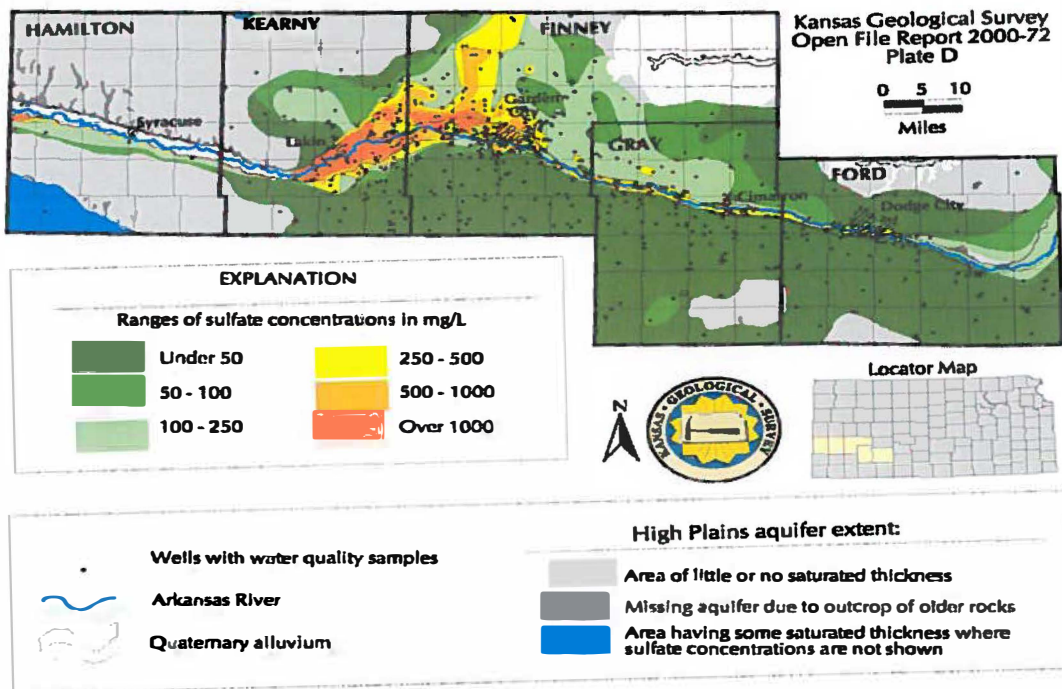 HAMILTON
KEARNY
FINNEY
Kansas Geological Survey
Open File Report 2000-72
Plate D
0 5 10
Miles
Syracuse
Lakin
Garden
City
GRAY
Cimarron
FORD
Dodge City
EXPLANATION
Ranges of sulfate concentrations in mg/L
Under 50
250 - 500
50 - 100
500 - 1000
100 - 250
Over 1000
N
KANSAS · GEOLOGICAL · SURVEY
Locator Map
Wells with water quality samples
Arkansas River
Quaternary alluvium
High Plains aquifer extent:
Area of little or no saturated thickness
Missing aquifer due to outcrop of older rocks
Area having some saturated thickness where
sulfate concentrations are not shown